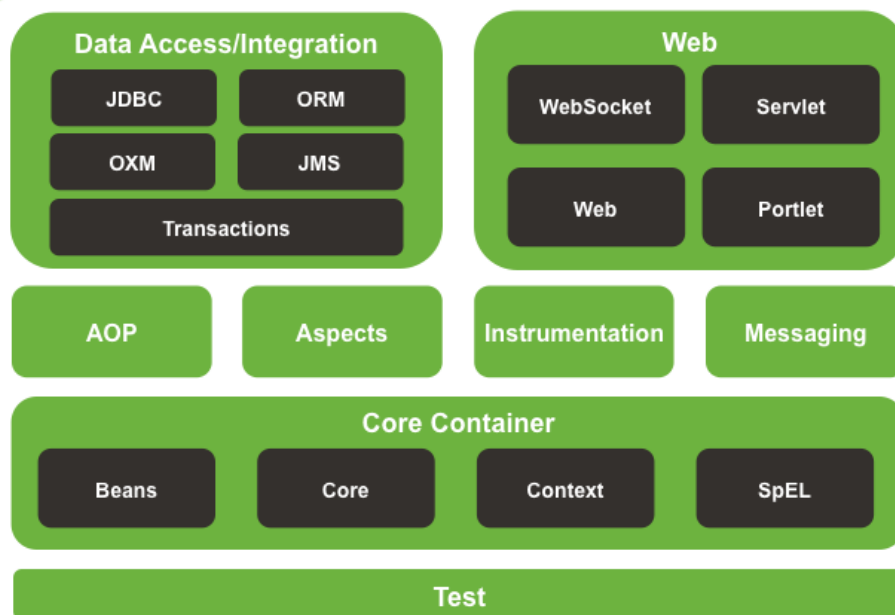 Data Access/Integration
JDBC
ORM
OXM
JMS
Transactions
Web
WebSocket
Servlet
Web
Portlet
AOP
Aspects
Instrumentation
Messaging
Core Container
Beans
Core
Context
SpEL
Test